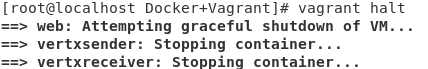 [root@localhost Docker+Vagrant]# vagrant halt
==> web: Attempting graceful shutdown of VM...
==> vertxsender: Stopping container...
==> vertxreceiver: Stopping container...